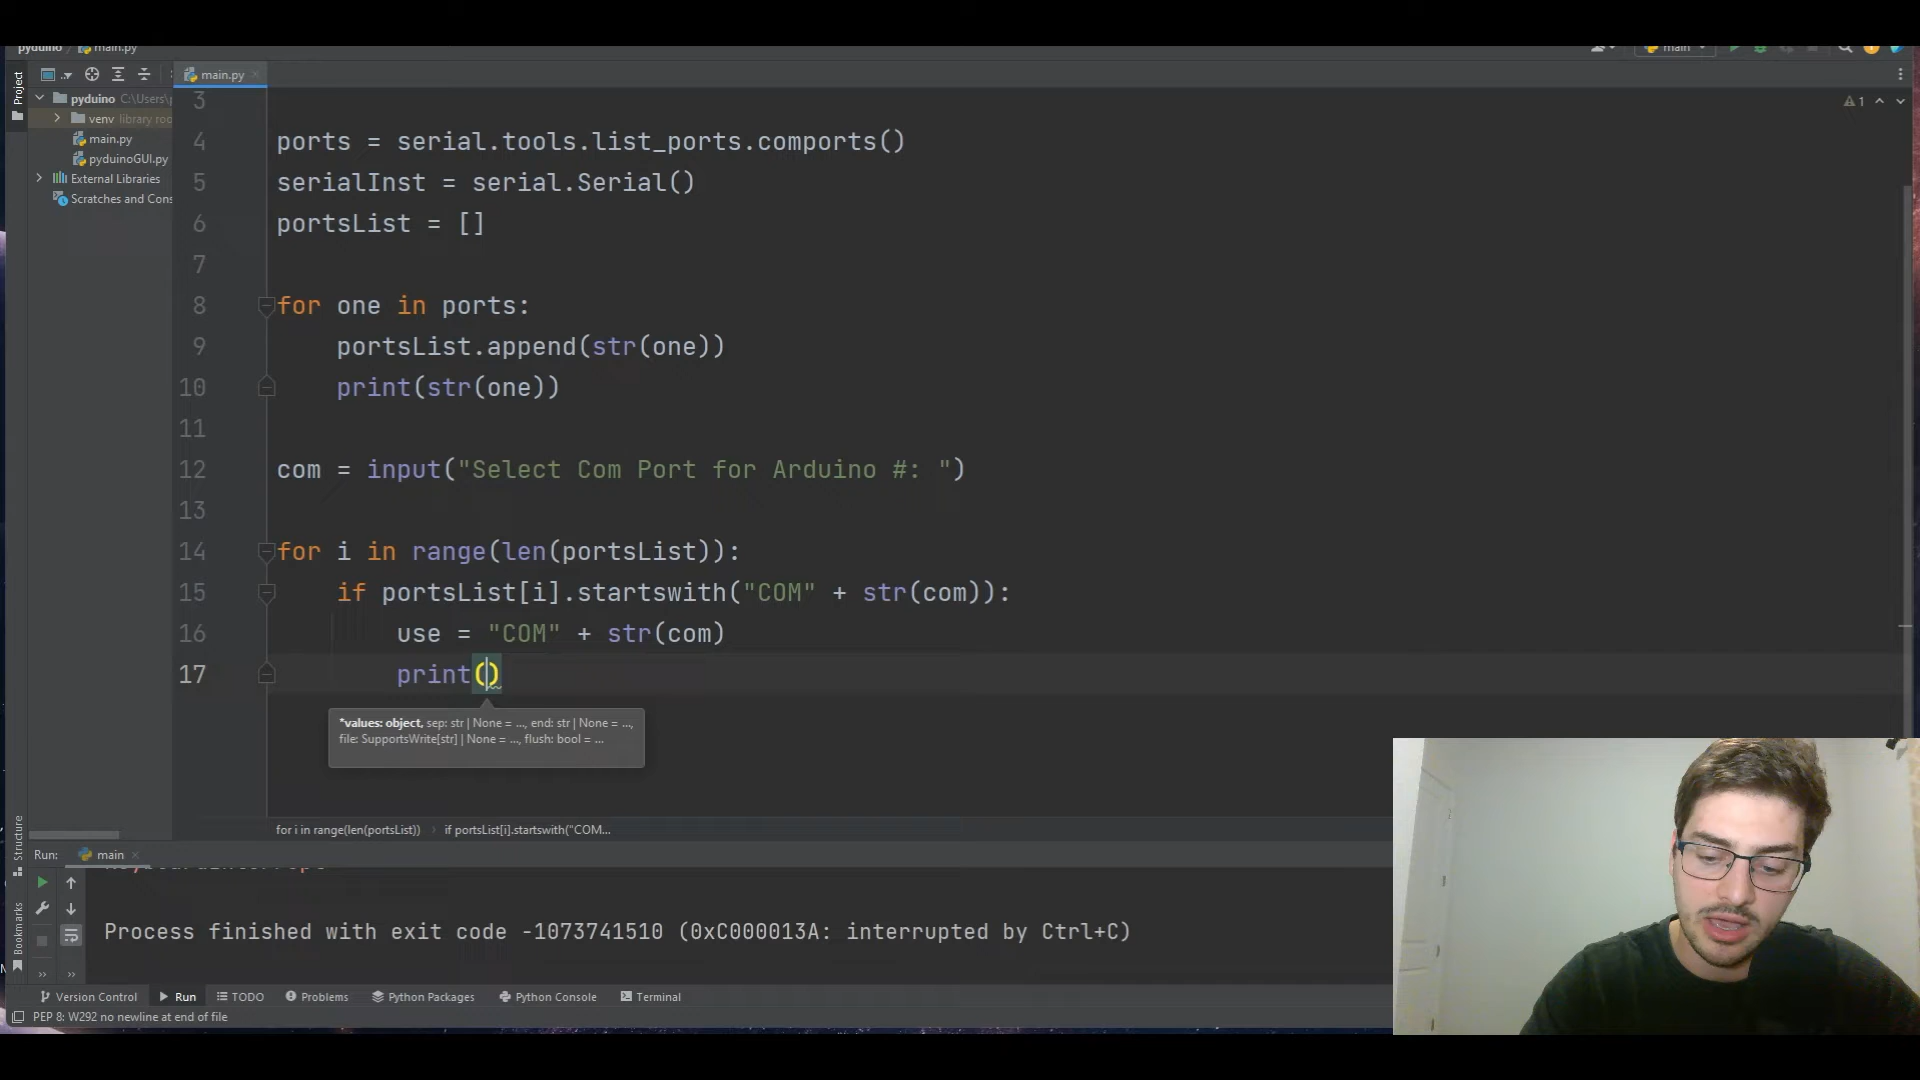 pyduino
main.py
main
Project
main.py
pyduino C:\Users\
venv library roo
main.py
pyduinoGUI.py
External Libraries
Scratches and Cons
1
3
4 ports = serial.tools.list_ports.comports()
5 serialInst = serial.Serial()
6 portsList = []
7
8 for one in ports:
9 portsList.append(str(one))
10 print(str(one))
11
12 com = input("Select Com Port for Arduino #: ")
13
14 for i in range(len(portsList)):
15 if portsList[i].startswith("COM" + str(com)):
16 use = "COM" + str(com)
17 print()
*values: object, sep: str | None = ..., end: str | None = ...,
file: SupportsWrite[str] | None = ..., flush: bool = ...
for i in range(len(portsList)) › if portsList[i].startswith("COM...
Structure
Bookmarks
Run: main
Process finished with exit code -1073741510 (0xC000013A: interrupted by Ctrl+C)
Version Control Run TODO Problems Python Packages Python Console Terminal
PEP 8: W292 no newline at end of file